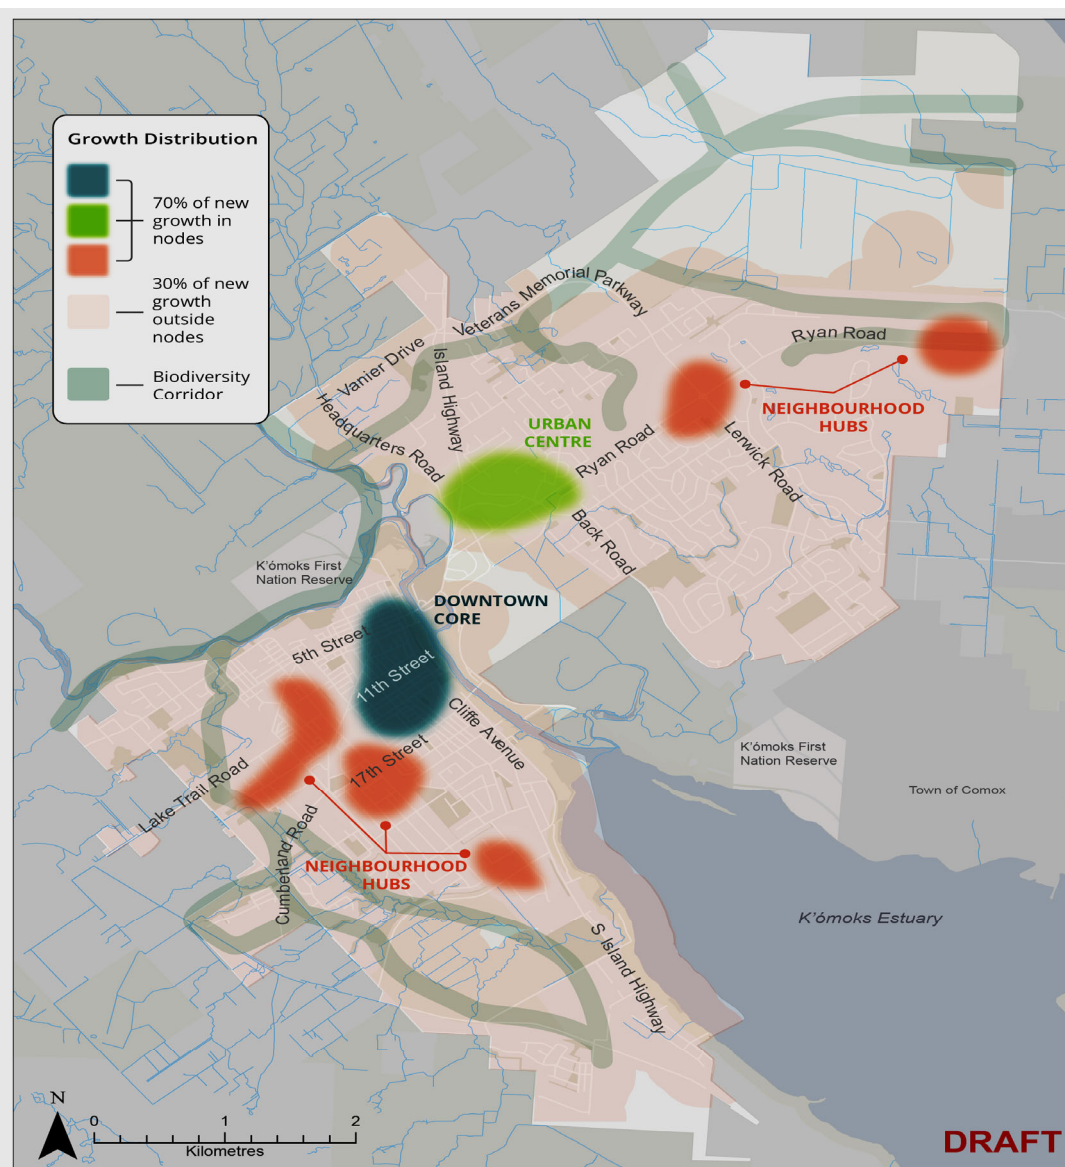 Growth Distribution
70% of new
growth in
nodes
30% of new
growth
outside
nodes
Biodiversity
Corridor
Veterans Memorial Parkway
Vanier Drive
Island Highway
Headquarters Road
Ryan Road
NEIGHBOURHOOD
HUBS
URBAN
CENTRE
Ryan Road
Lerwick Road
Back Road
K'ómoks First
Nation Reserve
DOWNTOWN
CORE
5th Street
11th Street
Cliffe Avenue
17th Street
Lake Trail Road
Cumberland Road
NEIGHBOURHOOD
HUBS
K'ómoks First
Nation Reserve
Town of Comox
K'ómoks Estuary
S Island Highway
N
0 1 2
Kilometres
DRAFT